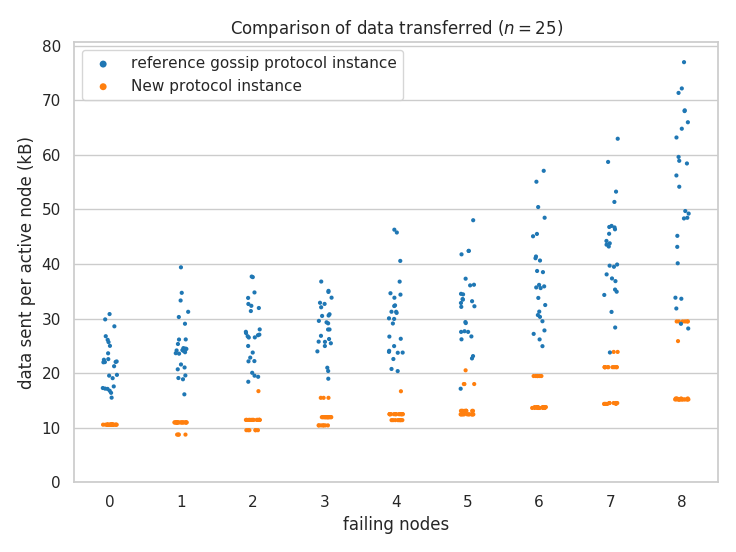 Comparison of data transferred (n = 25)
reference gossip protocol instance
New protocol instance
data sent per active node (kB)
80
70
60
50
40
30
20
10
0
0 1 2 3 4 5 6 7 8
failing nodes